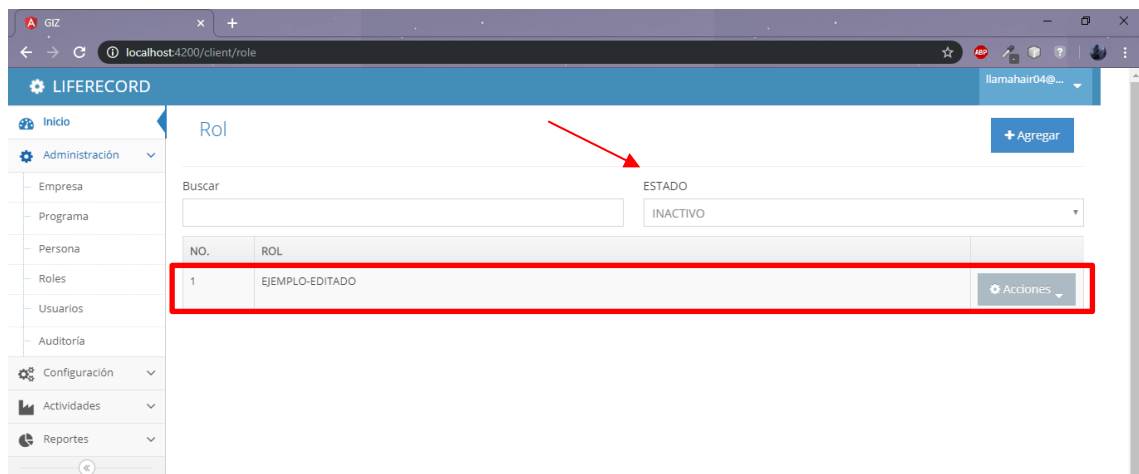 GIZ
localhost:4200/client/role
ABP
?
LIFERECORD
llamahair04@...
Inicio
Administración
Empresa
Programa
Persona
Roles
Usuarios
Auditoría
Configuración
Actividades
Reportes
Rol
+ Agregar
Buscar
ESTADO
INACTIVO
NO. ROL
1 EJEMPLO-EDITADO Acciones